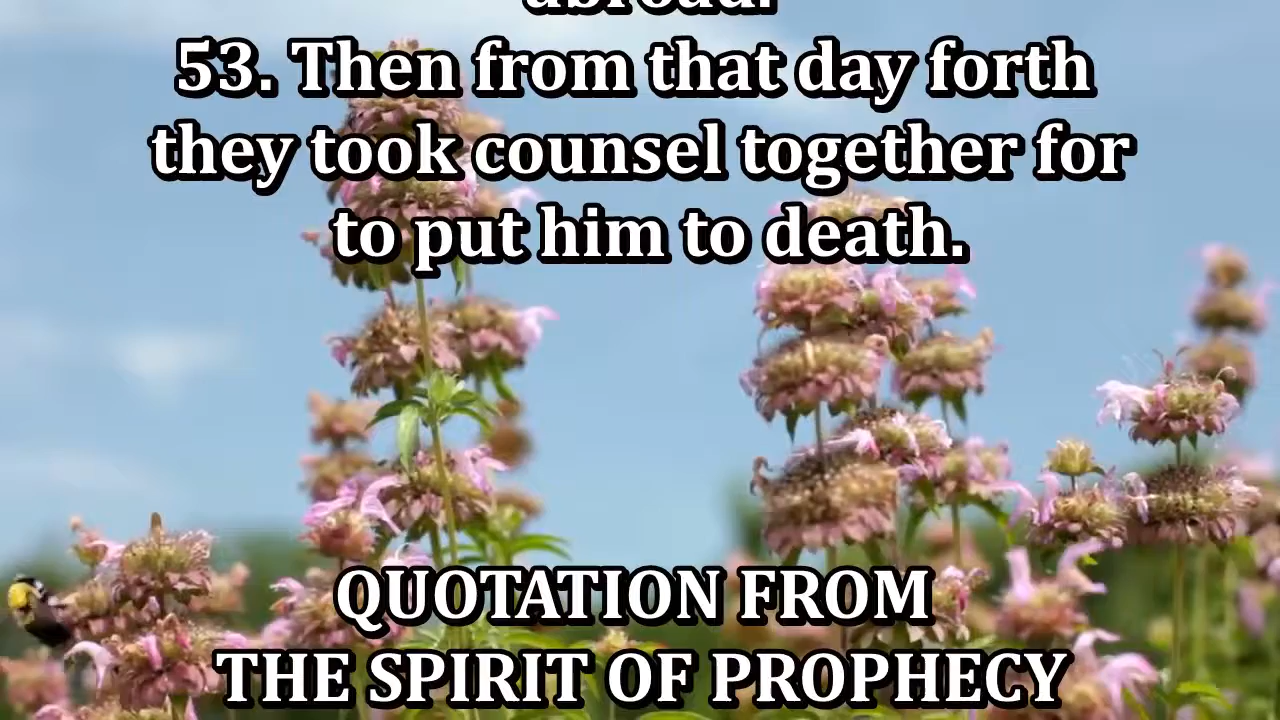 abroad.
53. Then from that day forth
they took counsel together for
to put him to death.
QUOTATION FROM
THE SPIRIT OF PROPHECY